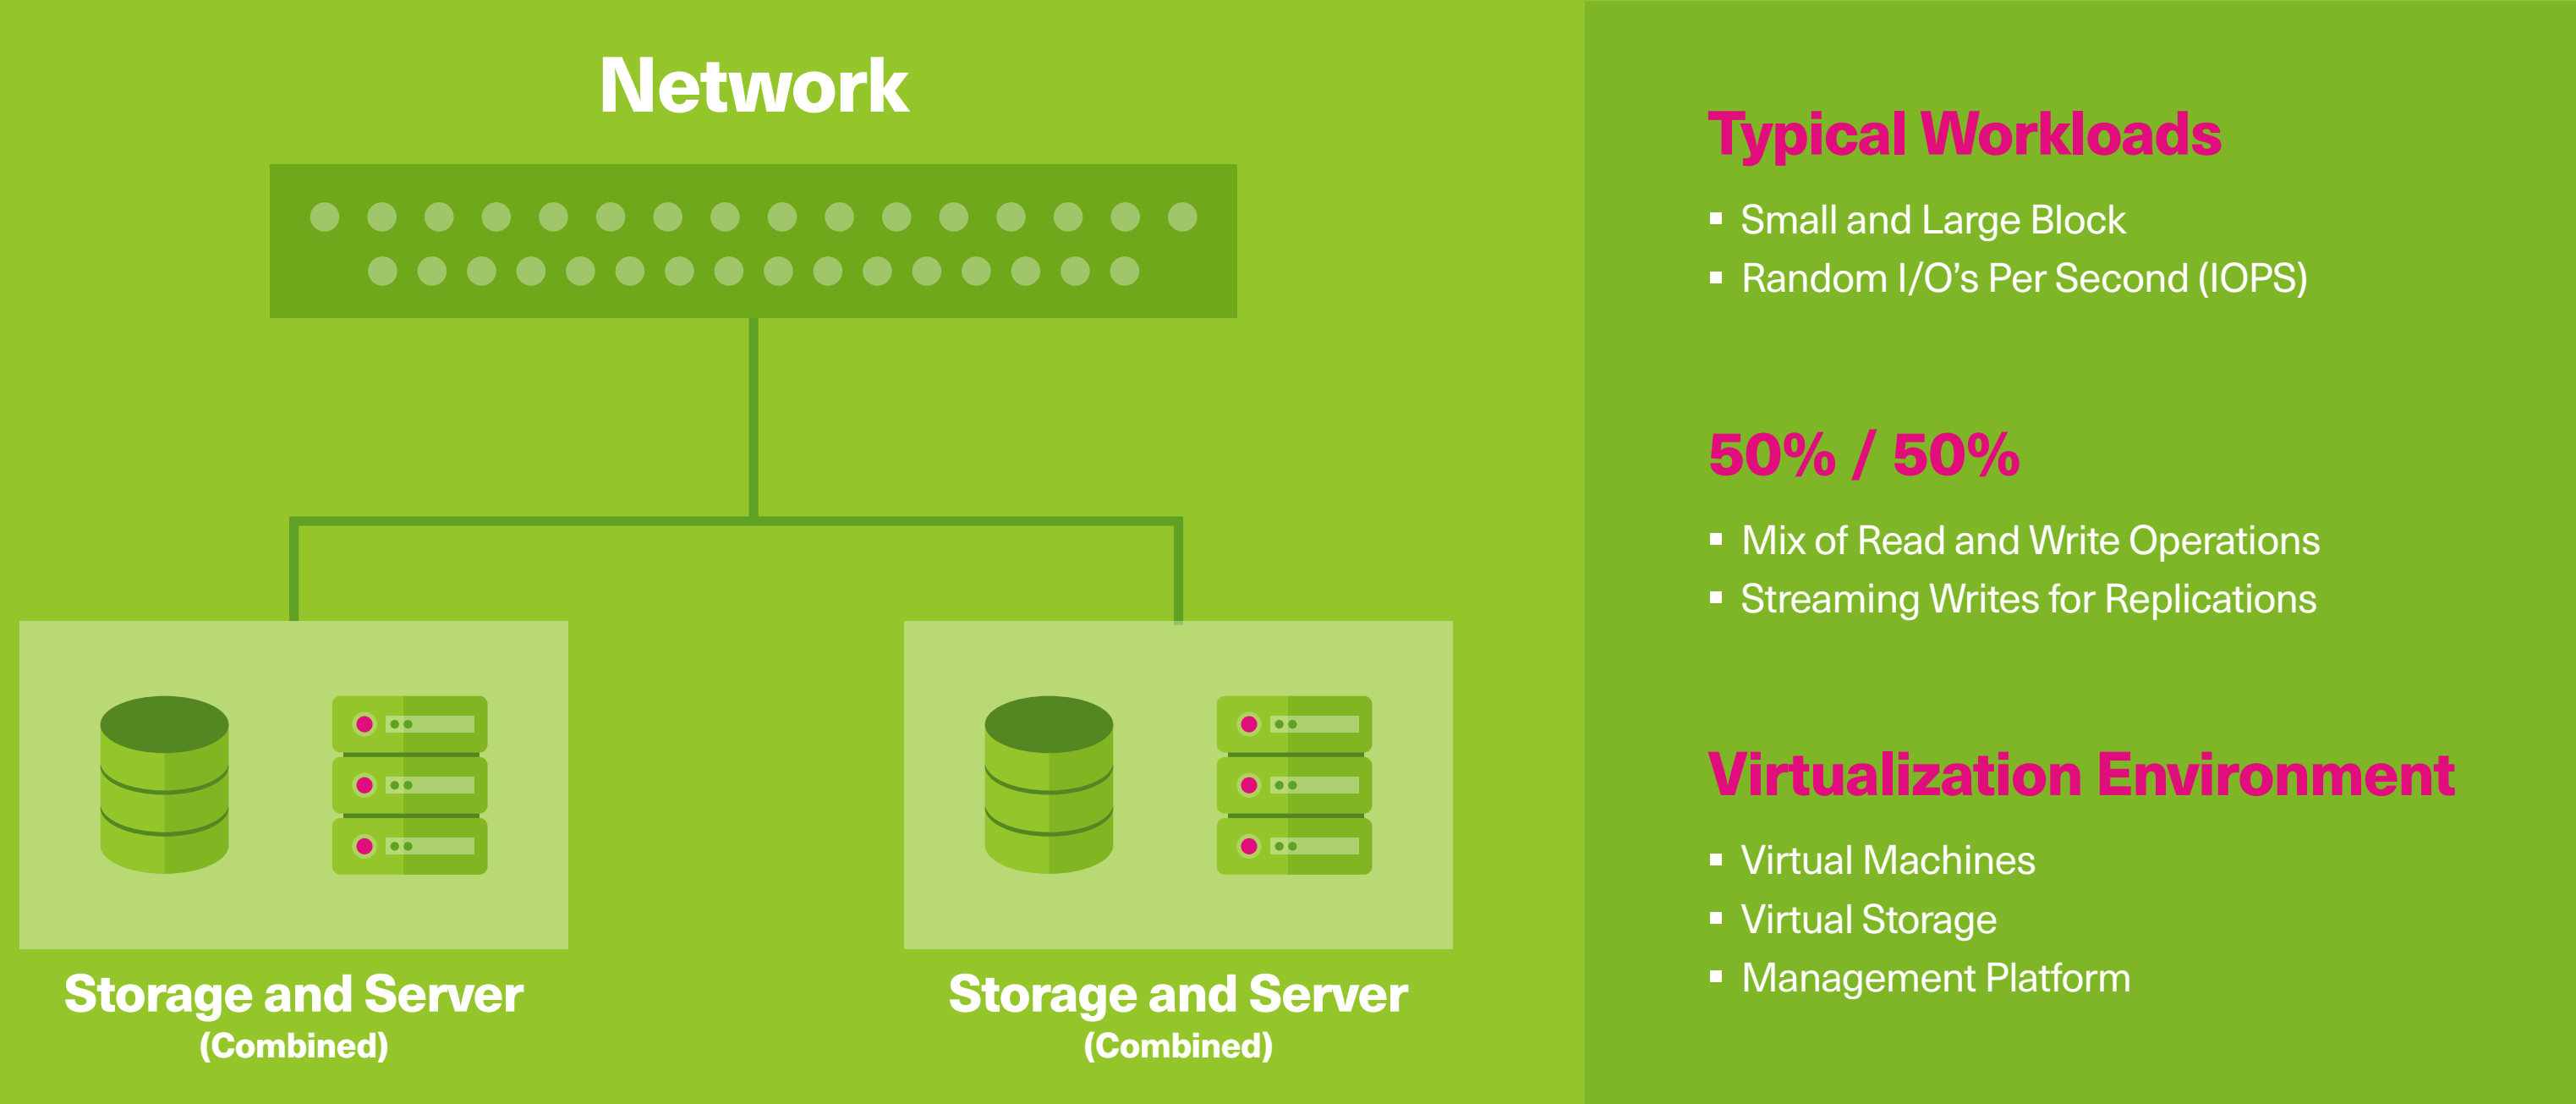 Network
Storage and Server
(Combined)
Storage and Server
(Combined)
Typical Workloads
Small and Large Block
Random I/O’s Per Second (IOPS)
50% / 50%
Mix of Read and Write Operations
Streaming Writes for Replications
Virtualization Environment
Virtual Machines
Virtual Storage
Management Platform